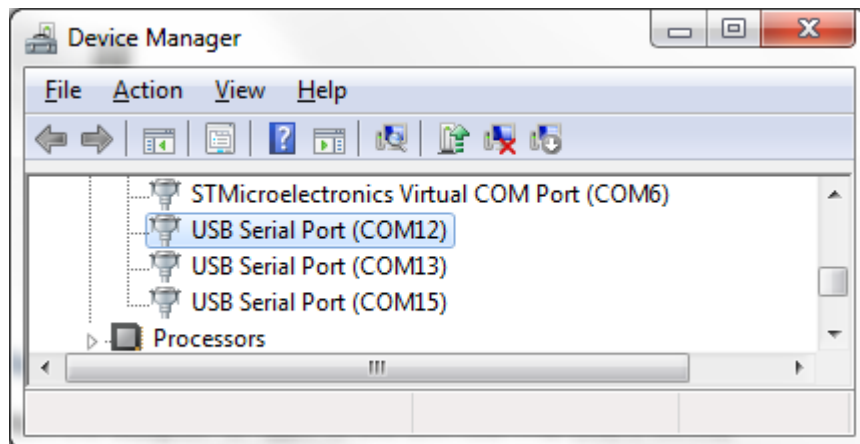 Device Manager
File Action View Help
STMicroelectronics Virtual COM Port (COM6)
USB Serial Port (COM12)
USB Serial Port (COM13)
USB Serial Port (COM15)
Processors